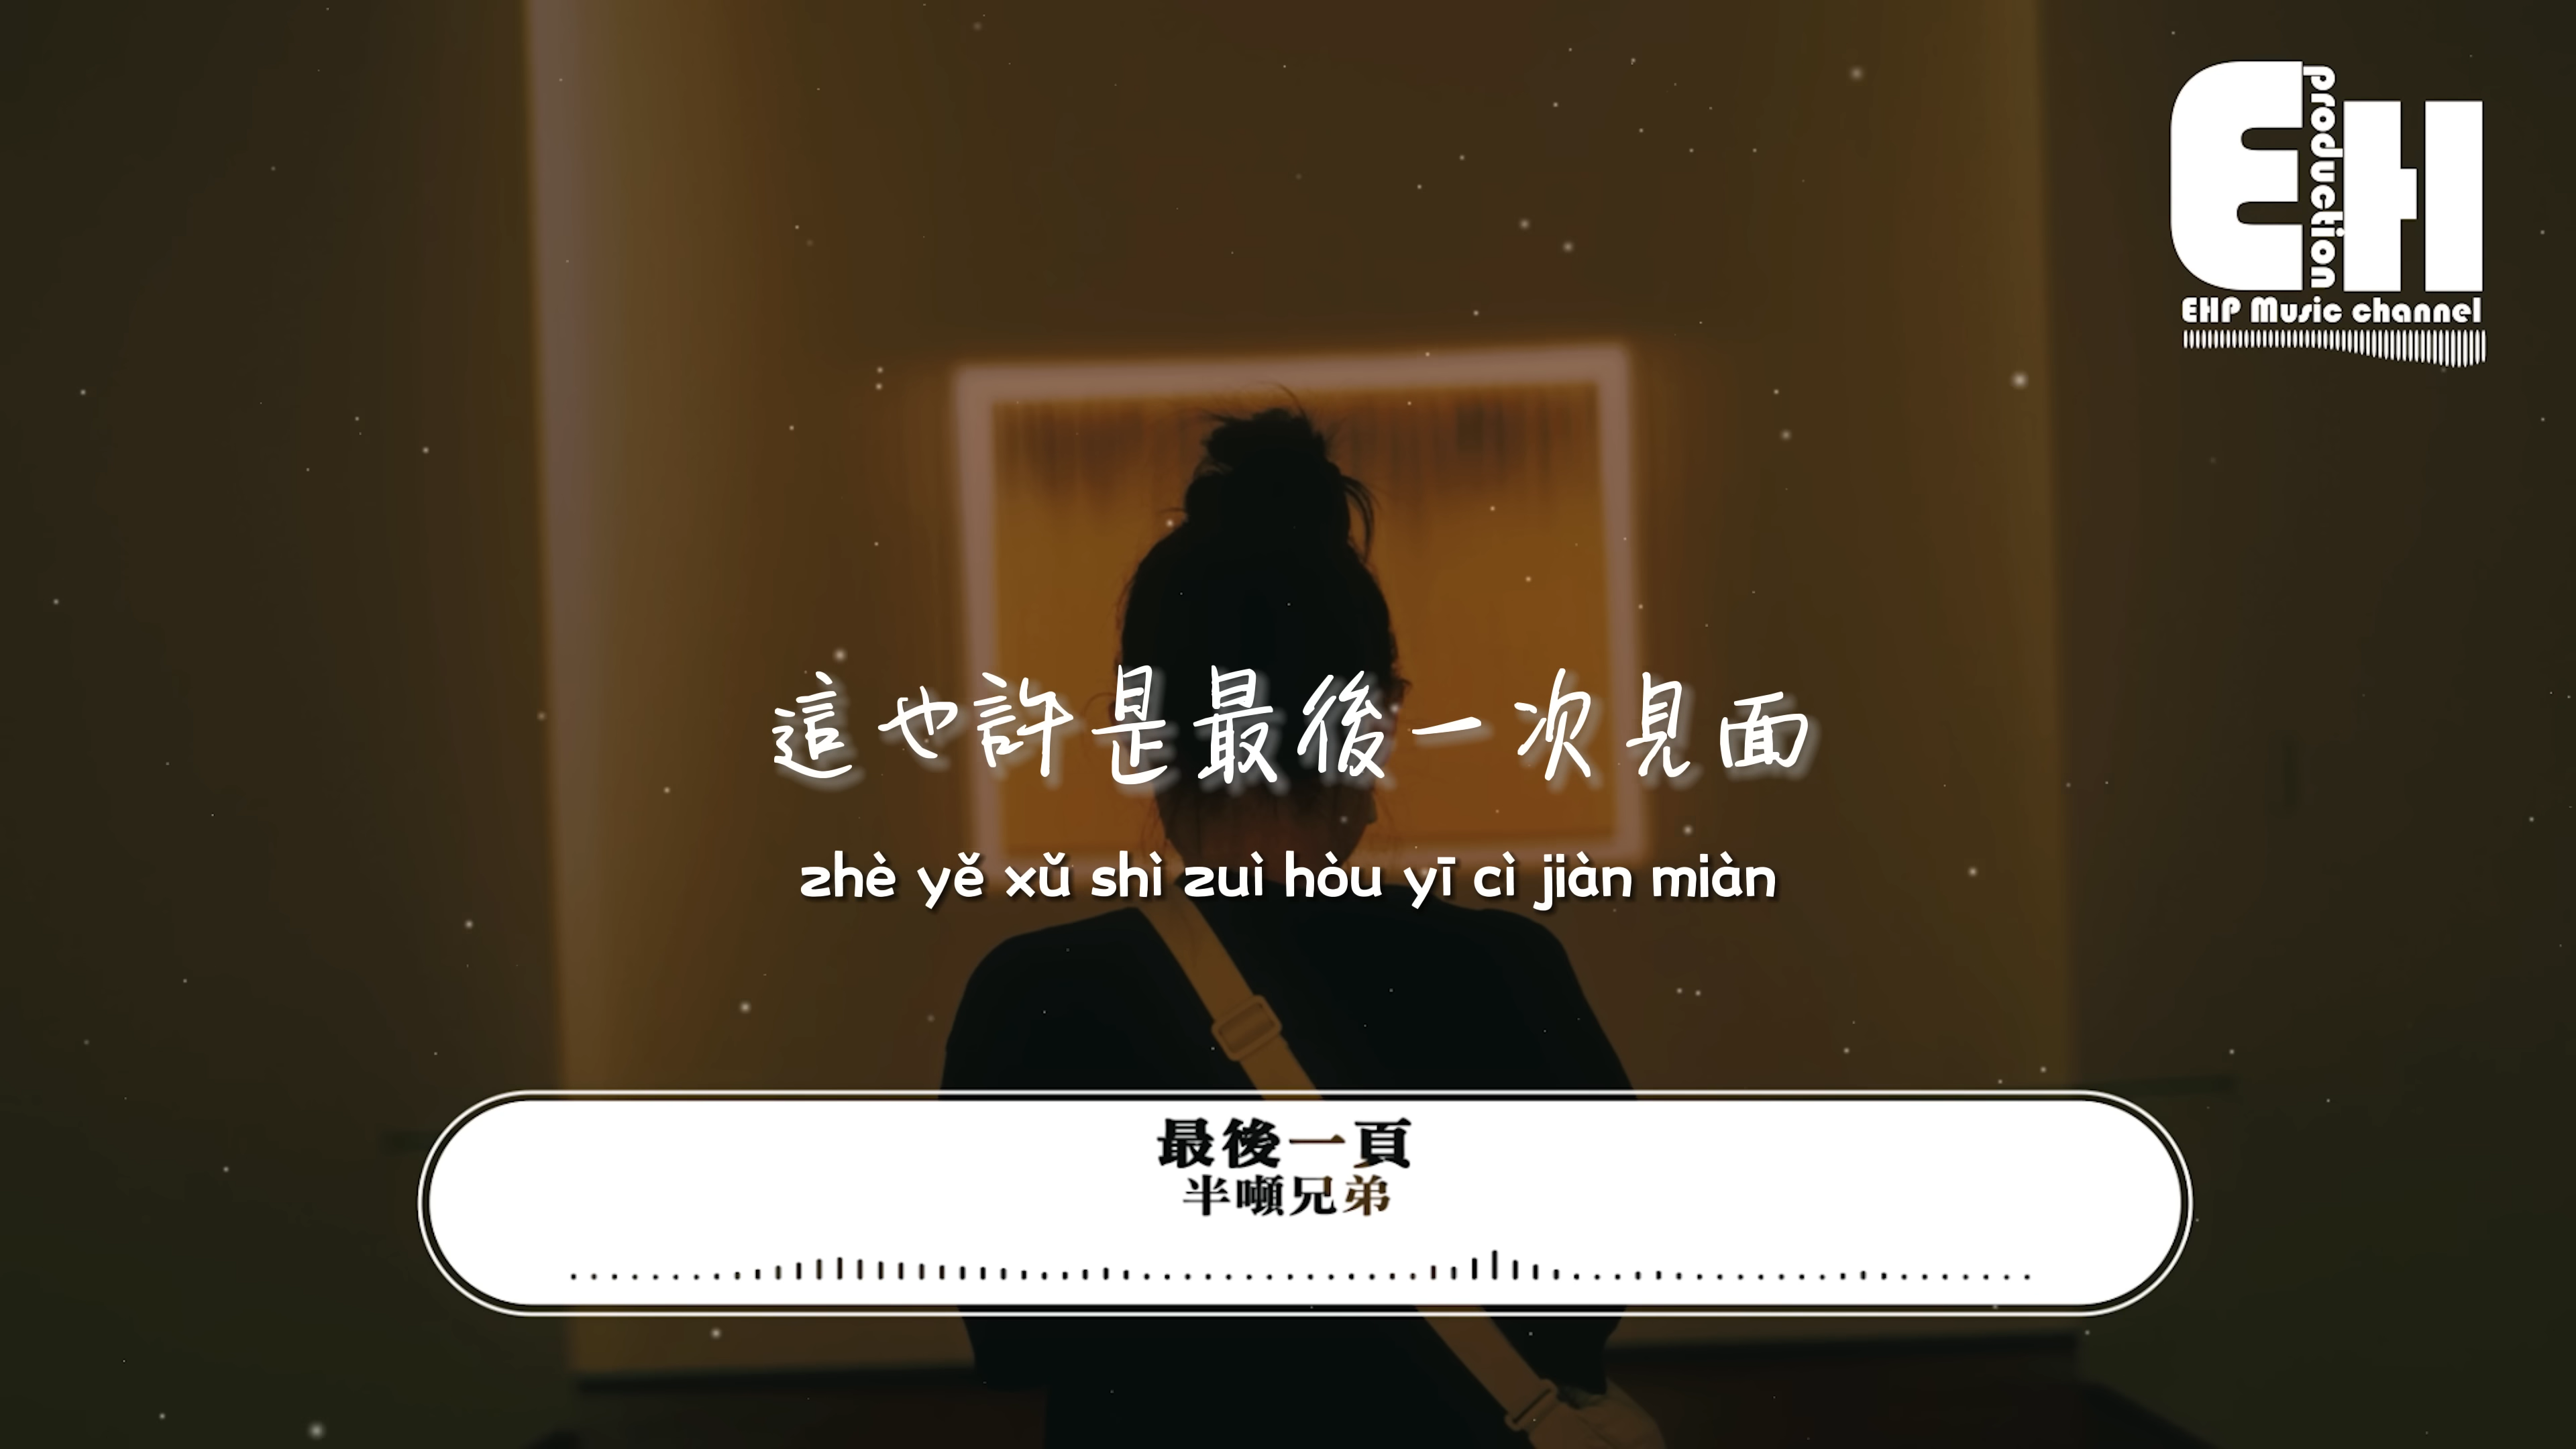 EH
production
EHP Music channel
這也許是最後一次見面
zhè yě xǔ shì zuì hòu yī cì jiàn miàn
最後一頁
半噸兄弟